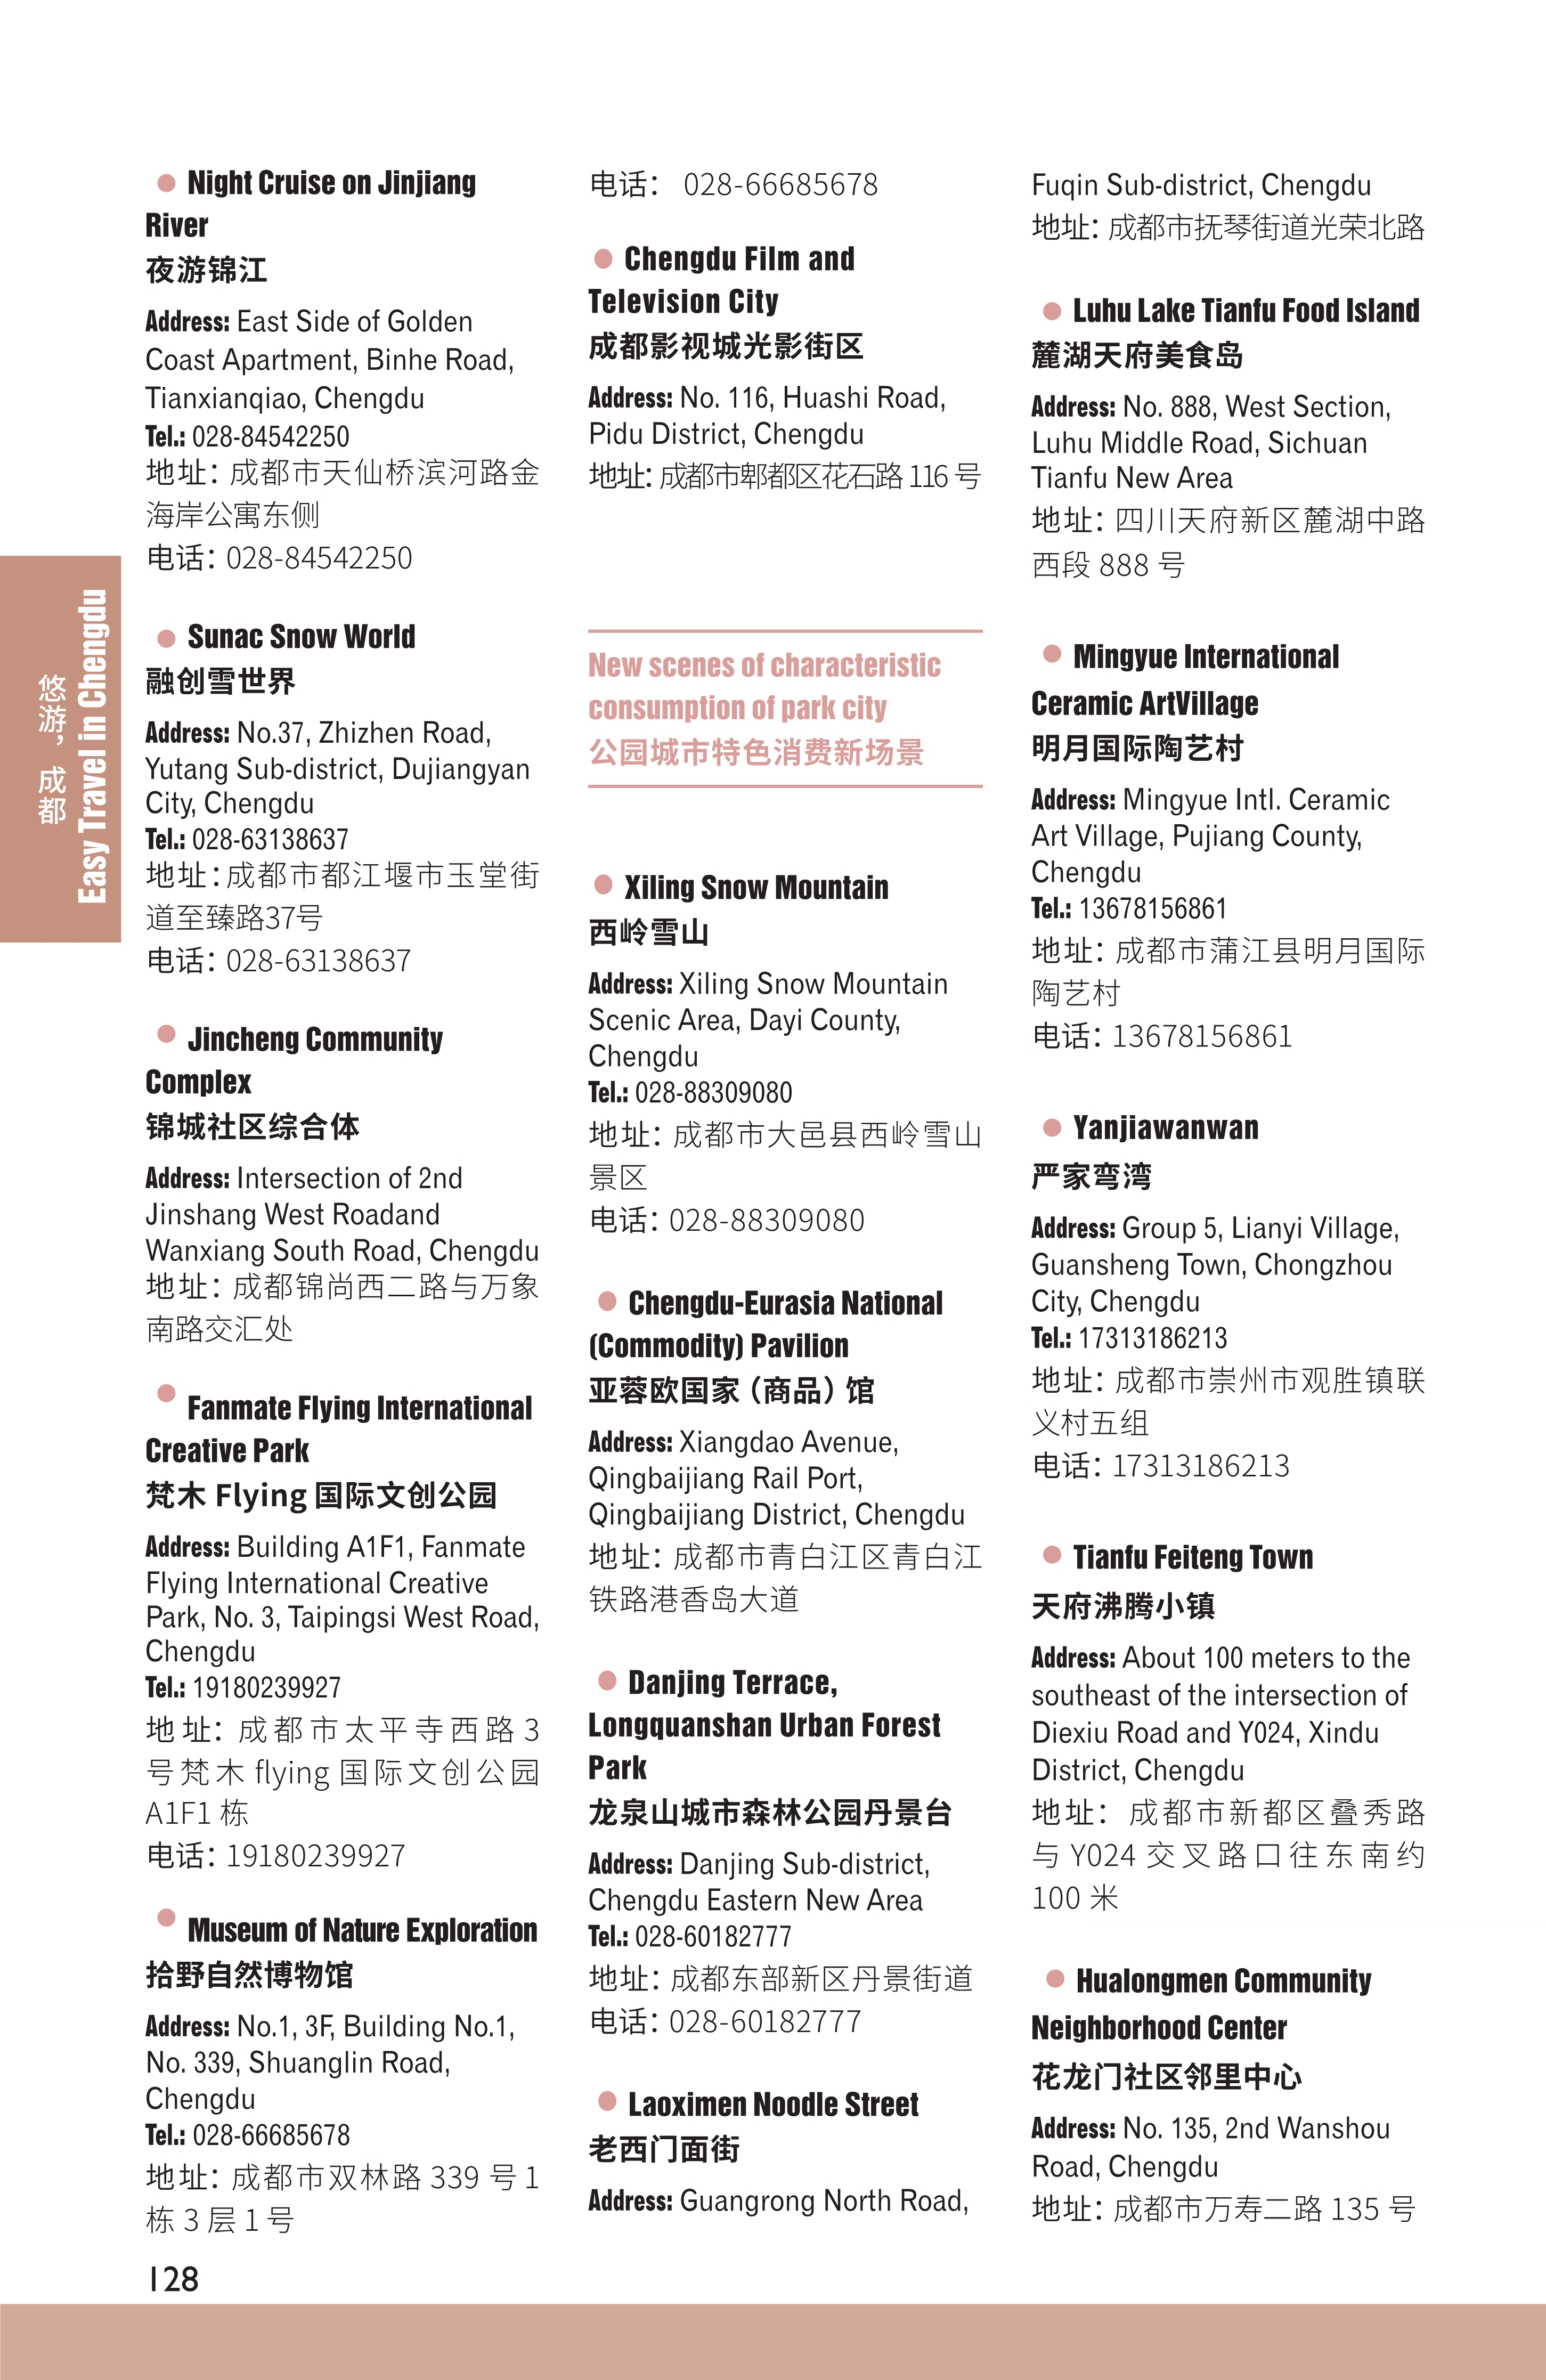 Night Cruise on Jinjiang
River
夜游锦江
Address: East Side of Golden
Coast Apartment, Binhe Road,
Tianxianqiao, Chengdu
Tel.: 028-84542250
地址：成都市天仙桥滨河路金
海岸公寓东侧
电话：028-84542250
Sunac Snow World
融创雪世界
Address: No.37, Zhizhen Road,
Yutang Sub-district, Dujiangyan
City, Chengdu
Tel.: 028-63138637
地址：成都市都江堰市玉堂街
道至臻路37号
电话：028-63138637
Jincheng Community
Complex
锦城社区综合体
Address: Intersection of 2nd
Jinshang West Roadand
Wanxiang South Road, Chengdu
地址：成都锦尚西二路与万象
南路交汇处
Fanmate Flying International
Creative Park
梵木 Flying 国际文创公园
Address: Building A1F1, Fanmate
Flying International Creative
Park, No. 3, Taipingsi West Road,
Chengdu
Tel.: 19180239927
地址：成都市太平寺西路 3
号梵木 flying 国际文创公园
A1F1 栋
电话：19180239927
Museum of Nature Exploration
拾野自然博物馆
Address: No.1, 3F, Building No.1,
No. 339, Shuanglin Road,
Chengdu
Tel.: 028-66685678
地址：成都市双林路 339 号 1
栋 3 层 1 号
电话： 028-66685678
Chengdu Film and
Television City
成都影视城光影街区
Address: No. 116, Huashi Road,
Pidu District, Chengdu
地址：成都市郫都区花石路 116 号
New scenes of characteristic
consumption of park city
公园城市特色消费新场景
Xiling Snow Mountain
西岭雪山
Address: Xiling Snow Mountain
Scenic Area, Dayi County,
Chengdu
Tel.: 028-88309080
地址：成都市大邑县西岭雪山
景区
电话：028-88309080
Chengdu-Eurasia National
(Commodity) Pavilion
亚蓉欧国家（商品）馆
Address: Xiangdao Avenue,
Qingbaijiang Rail Port,
Qingbaijiang District, Chengdu
地址：成都市青白江区青白江
铁路港香岛大道
Danjing Terrace,
Longquanshan Urban Forest
Park
龙泉山城市森林公园丹景台
Address: Danjing Sub-district,
Chengdu Eastern New Area
Tel.: 028-60182777
地址：成都东部新区丹景街道
电话：028-60182777
Laoximen Noodle Street
老西门面街
Address: Guangrong North Road,
Fuqin Sub-district, Chengdu
地址：成都市抚琴街道光荣北路
Luhu Lake Tianfu Food Island
麓湖天府美食岛
Address: No. 888, West Section,
Luhu Middle Road, Sichuan
Tianfu New Area
地址：四川天府新区麓湖中路
西段 888 号
Mingyue International
Ceramic ArtVillage
明月国际陶艺村
Address: Mingyue Intl. Ceramic
Art Village, Pujiang County,
Chengdu
Tel.: 13678156861
地址：成都市蒲江县明月国际
陶艺村
电话：13678156861
Yanjiawanwan
严家弯湾
Address: Group 5, Lianyi Village,
Guansheng Town, Chongzhou
City, Chengdu
Tel.: 17313186213
地址：成都市崇州市观胜镇联
义村五组
电话：17313186213
Tianfu Feiteng Town
天府沸腾小镇
Address: About 100 meters to the
southeast of the intersection of
Diexiu Road and Y024, Xindu
District, Chengdu
地址：成都市新都区叠秀路
与 Y024 交叉路口往东南约
100 米
Hualongmen Community
Neighborhood Center
花龙门社区邻里中心
Address: No. 135, 2nd Wanshou
Road, Chengdu
地址：成都市万寿二路 135 号
悠游，成都
Easy Travel in Chengdu
128